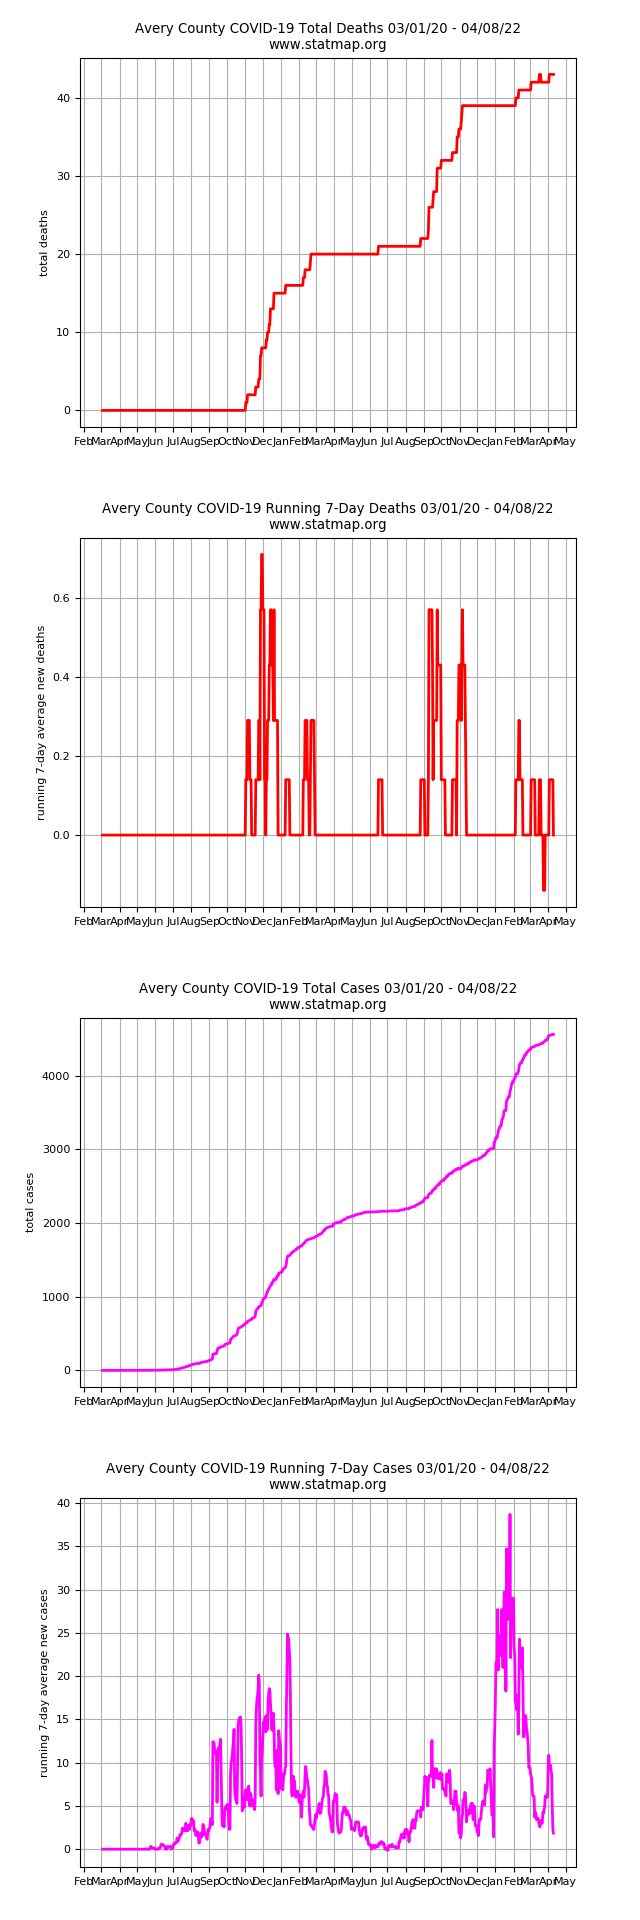 Avery County COVID-19 Total Deaths 03/01/20 - 04/08/22
www.statmap.org
40
30
20
10
0
total deaths
Feb Mar Apr May Jun Jul Aug Sep Oct Nov Dec Jan Feb Mar Apr May Jun Jul Aug Sep Oct Nov Dec Jan Feb Mar Apr May
Avery County COVID-19 Running 7-Day Deaths 03/01/20 - 04/08/22
www.statmap.org
0.6
0.4
0.2
0.0
running 7-day average new deaths
Feb Mar Apr May Jun Jul Aug Sep Oct Nov Dec Jan Feb Mar Apr May Jun Jul Aug Sep Oct Nov Dec Jan Feb Mar Apr May
Avery County COVID-19 Total Cases 03/01/20 - 04/08/22
www.statmap.org
4000
3000
2000
1000
0
total cases
Feb Mar Apr May Jun Jul Aug Sep Oct Nov Dec Jan Feb Mar Apr May Jun Jul Aug Sep Oct Nov Dec Jan Feb Mar Apr May
Avery County COVID-19 Running 7-Day Cases 03/01/20 - 04/08/22
www.statmap.org
40
35
30
25
20
15
10
5
0
running 7-day average new cases
Feb Mar Apr May Jun Jul Aug Sep Oct Nov Dec Jan Feb Mar Apr May Jun Jul Aug Sep Oct Nov Dec Jan Feb Mar Apr May